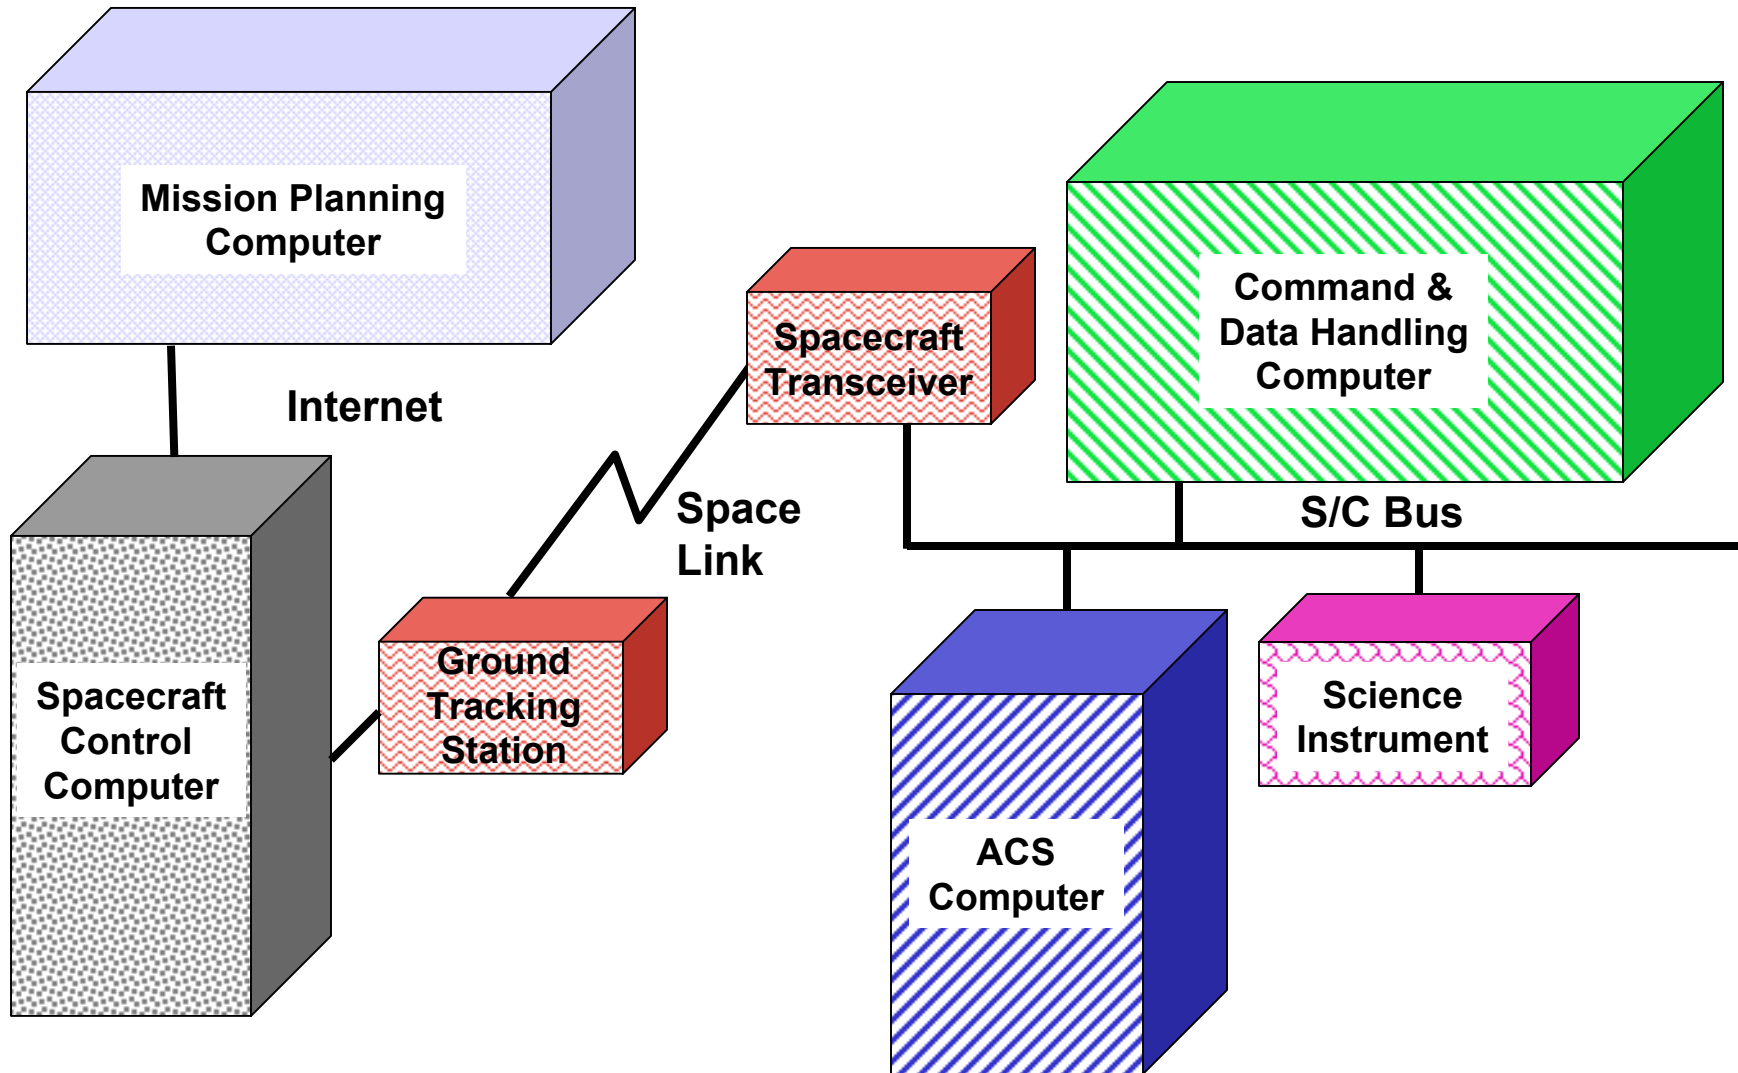 Mission Planning
Computer
Internet
Spacecraft
Control
Computer
Ground
Tracking
Station
Space
Link
Spacecraft
Transceiver
Command &
Data Handling
Computer
S/C Bus
ACS
Computer
Science
Instrument